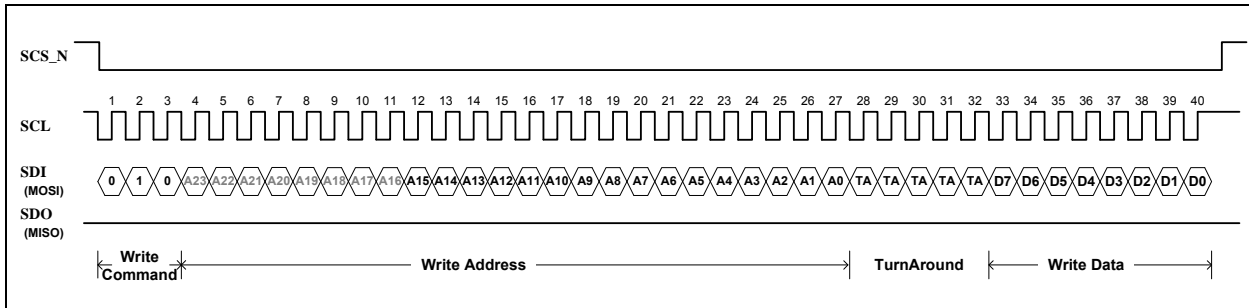 SCS_N
1 2 3 4 5 6 7 8 9 10 11 12 13 14 15 16 17 18 19 20 21 22 23 24 25 26 27 28 29 30 31 32 33 34 35 36 37 38 39 40
SCL
SDI
(MOSI)
0 1 0 A23 A22 A21 A20 A19 A18 A17 A16 A15 A14 A13 A12 A11 A10 A9 A8 A7 A6 A5 A4 A3 A2 A1 A0 TA TA TA TA TA D7 D6 D5 D4 D3 D2 D1 D0
SDO
(MISO)
Write
Command
Write Address
TurnAround
Write Data